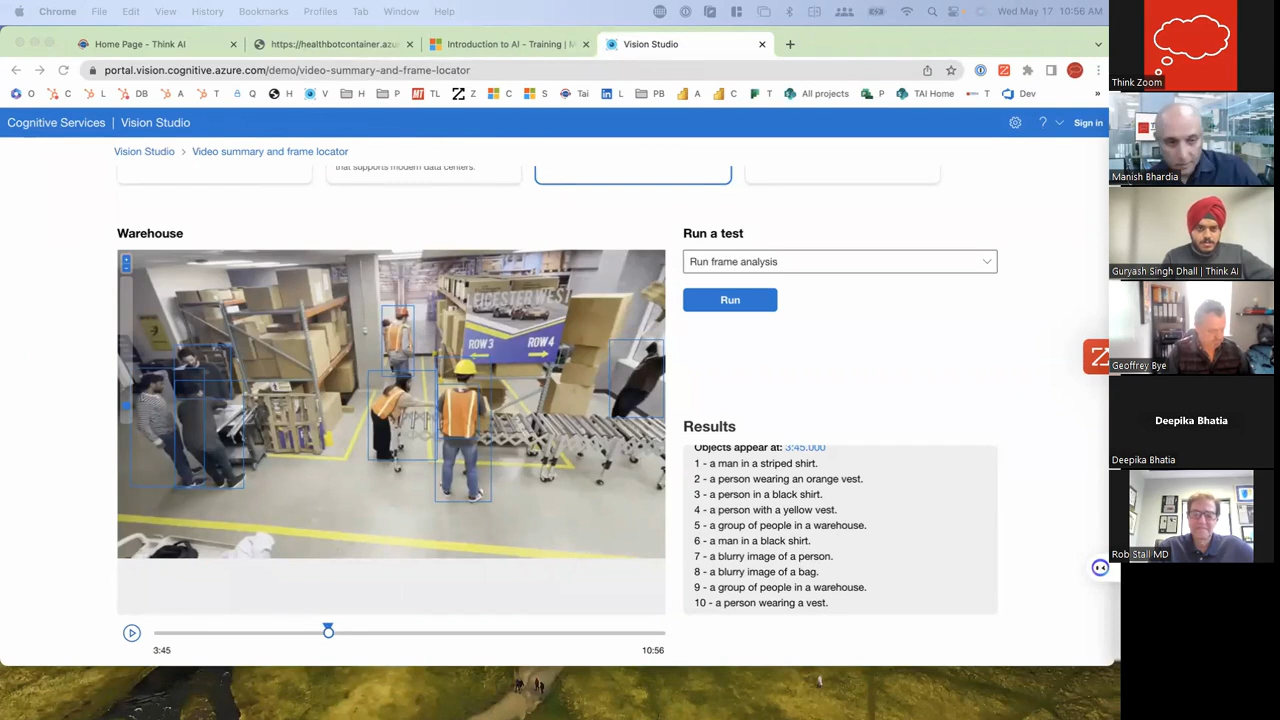 Chrome File Edit View History Bookmarks Profiles Tab Window Help Wed May 17 10:56 AM
Home Page - Think AI https://healthbotcontainer.azu Introduction to AI - Training | M Vision Studio
portal.vision.cognitive.azure.com/demo/video-summary-and-frame-locator
O C L DB A T Q H V H P TL Z C S Tai L PB A C T All projects P TAI Home T Dev »
Cognitive Services | Vision Studio ? Sign in
Vision Studio > Video summary and frame locator
that supports modern data centers.
Warehouse
LEICESTER WEST
ROW 3 ROW 4
Run a test
Run frame analysis
Run
Results
Objects appear at: 3:45.000
1 - a man in a striped shirt.
2 - a person wearing an orange vest.
3 - a person in a black shirt.
4 - a person with a yellow vest.
5 - a group of people in a warehouse.
6 - a man in a black shirt.
7 - a blurry image of a person.
8 - a blurry image of a bag.
9 - a group of people in a warehouse.
10 - a person wearing a vest.
3:45 10:56
Think Zoom
Manish Bhardia
Guryash Singh Dhall | Think AI
Geoffrey Bye
Deepika Bhatia
Deepika Bhatia
Rob Stall MD